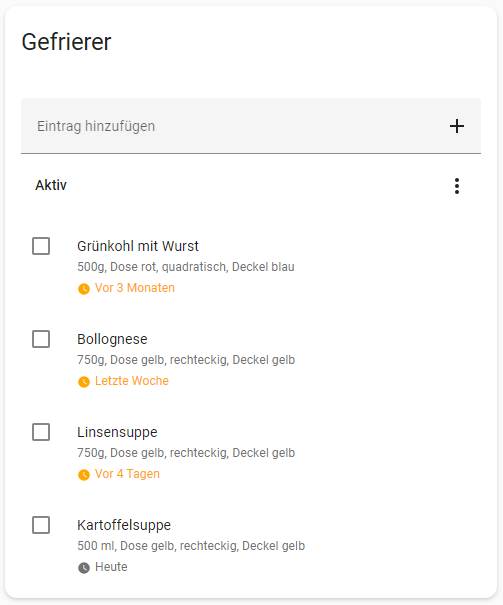 Gefrierer
Eintrag hinzufügen
Aktiv
Grünkohl mit Wurst
500g, Dose rot, quadratisch, Deckel blau
Vor 3 Monaten
Bollognese
750g, Dose gelb, rechteckig, Deckel gelb
Letzte Woche
Linsensuppe
750g, Dose gelb, rechteckig, Deckel gelb
Vor 4 Tagen
Kartoffelsuppe
500 ml, Dose gelb, rechteckig, Deckel gelb
Heute